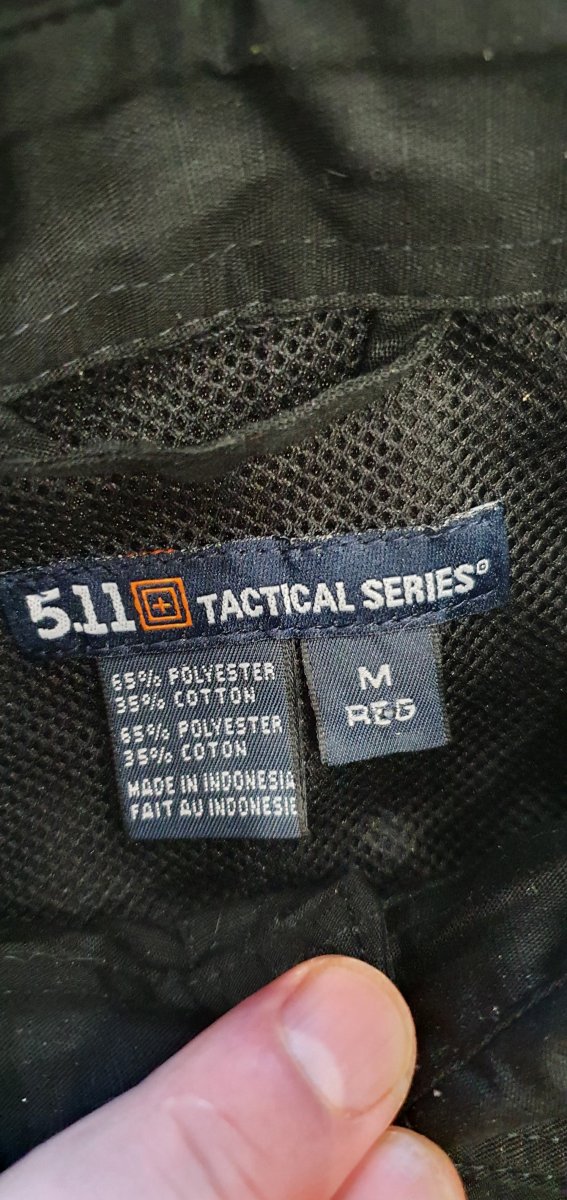 5.11 TACTICAL SERIES®
65% POLYESTER
35% COTTON
65% POLYESTER
35% COTON
MADE IN INDONESIA
FAIT AU INDONESIE
M
REG